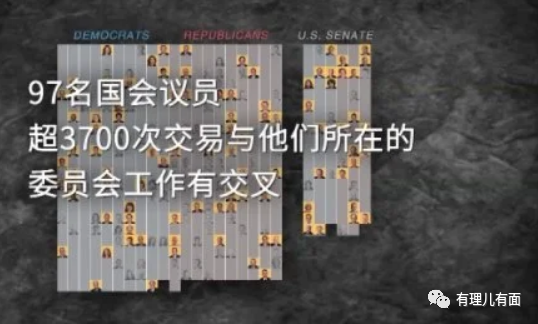 DEMOCRATS REPUBLICANS U.S. SENATE
97名国会议员
超3700次交易与他们所在的
委员会工作有交叉
有理儿有面